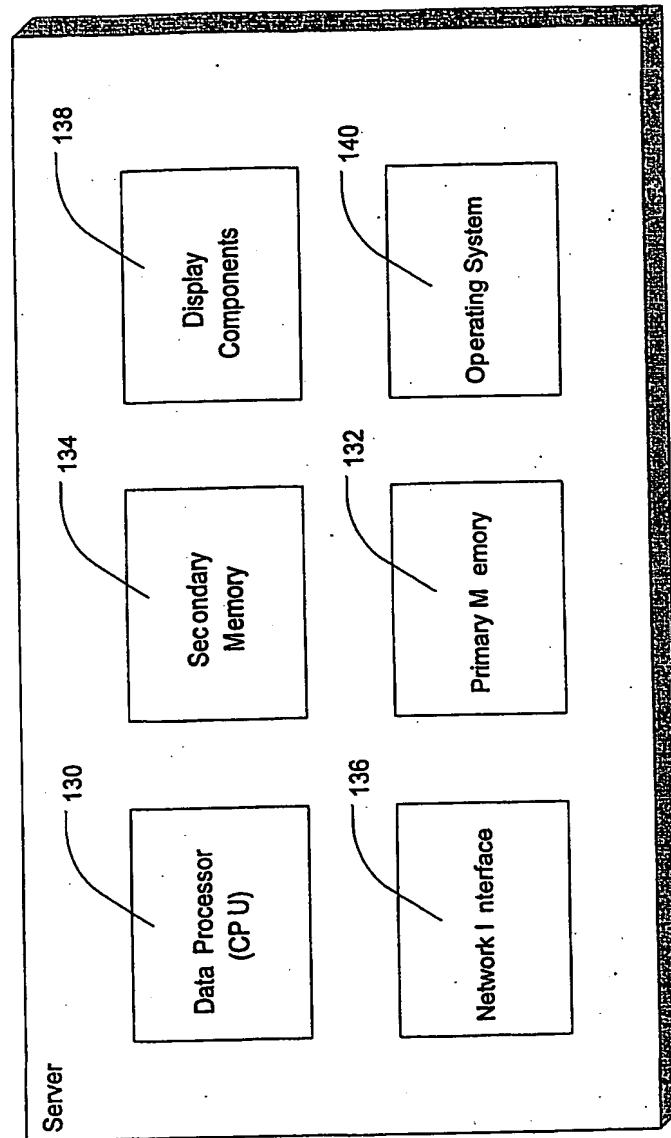 Server
130
Data Processor
(CPU)
134
Secondary
Memory
138
Display
Components
136
Network Interface
132
Primary Memory
140
Operating System